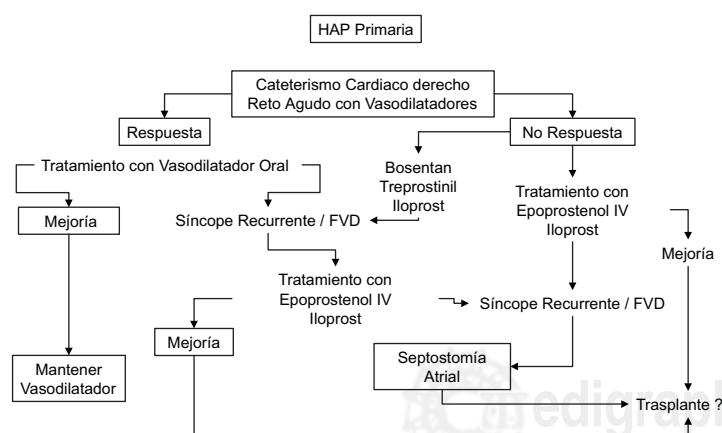 HAP Primaria
Cateterismo Cardiaco derecho
Reto Agudo con Vasodilatadores
Respuesta
No Respuesta
Tratamiento con Vasodilatador Oral
Bosentan
Treprostinil
Iloprost
Tratamiento con
Epoprostenol IV
Iloprost
Mejoría
Síncope Recurrente / FVD
Mejoría
Tratamiento con
Epoprostenol IV
Iloprost
Síncope Recurrente / FVD
Mejoría
Mantener
Vasodilatador
Septostomía
Atrial
Trasplante ?
medigraph